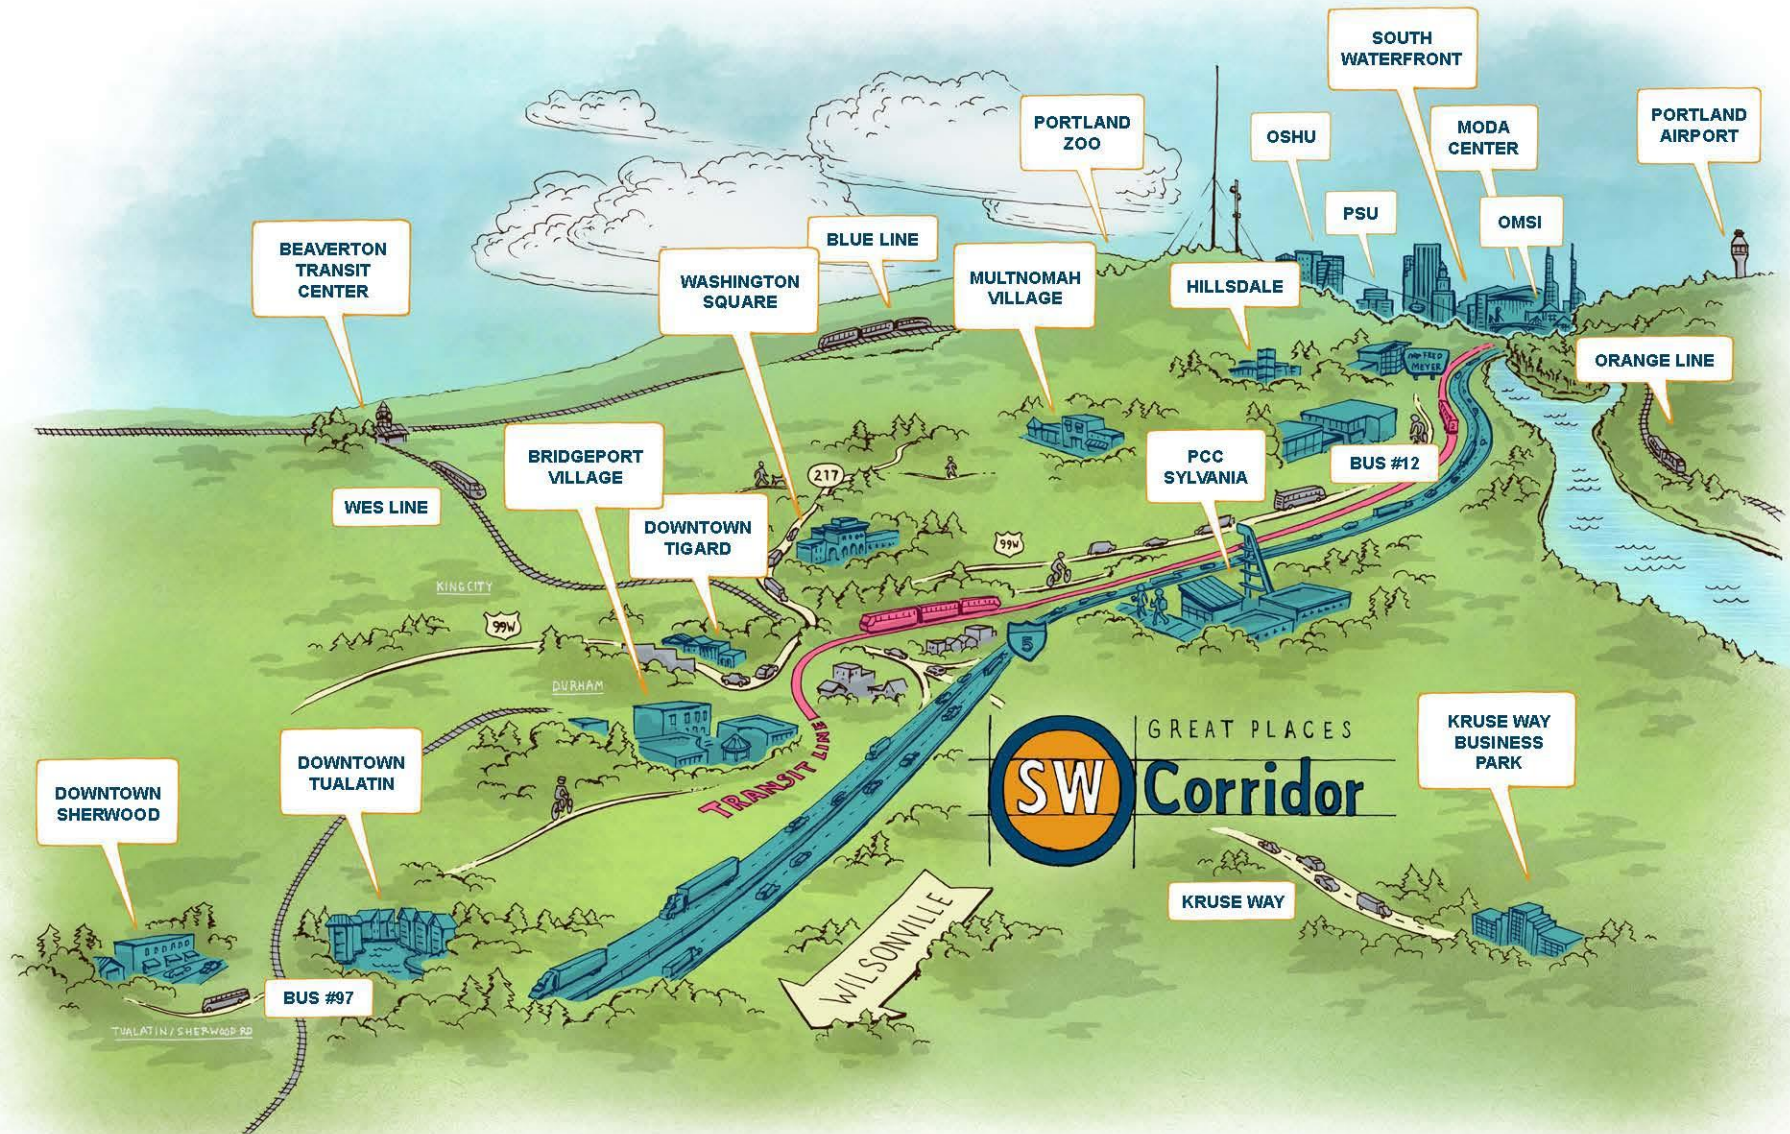 SOUTH
WATERFRONT
PORTLAND
ZOO
OSHU
MODA
CENTER
PORTLAND
AIRPORT
PSU
OMSI
BEAVERTON
TRANSIT
CENTER
BLUE LINE
WASHINGTON
SQUARE
MULTNOMAH
VILLAGE
HILLSDALE
ORANGE LINE
MEYER
BRIDGEPORT
VILLAGE
217
PCC
SYLVANIA
BUS #12
WES LINE
DOWNTOWN
TIGARD
99W
KING CITY
99W
5
DURHAM
TRANSIT LINE
DOWNTOWN
SHERWOOD
DOWNTOWN
TUALATIN
GREAT PLACES
SW Corridor
KRUSE WAY
BUSINESS
PARK
KRUSE WAY
WILSONVILLE
BUS #97
TUALATIN/SHERWOOD RD